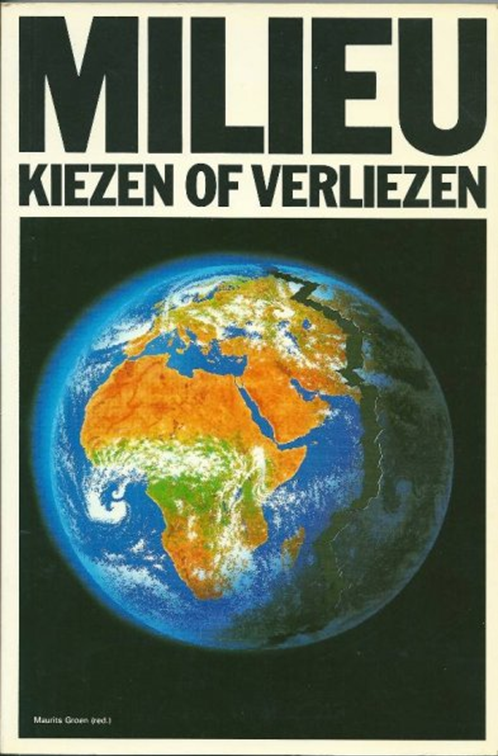 MILIEU
KIEZEN OF VERLIEZEN
Maurits Groen (red.)